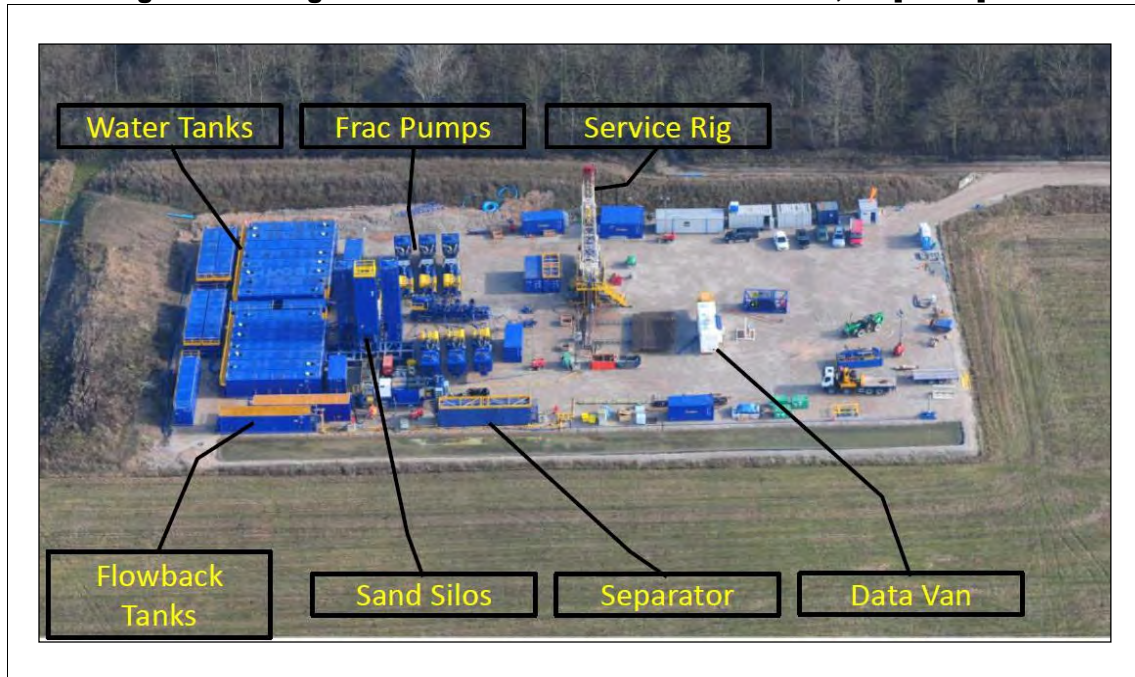 Water Tanks
Frac Pumps
Service Rig
Flowback
Tanks
Sand Silos
Separator
Data Van